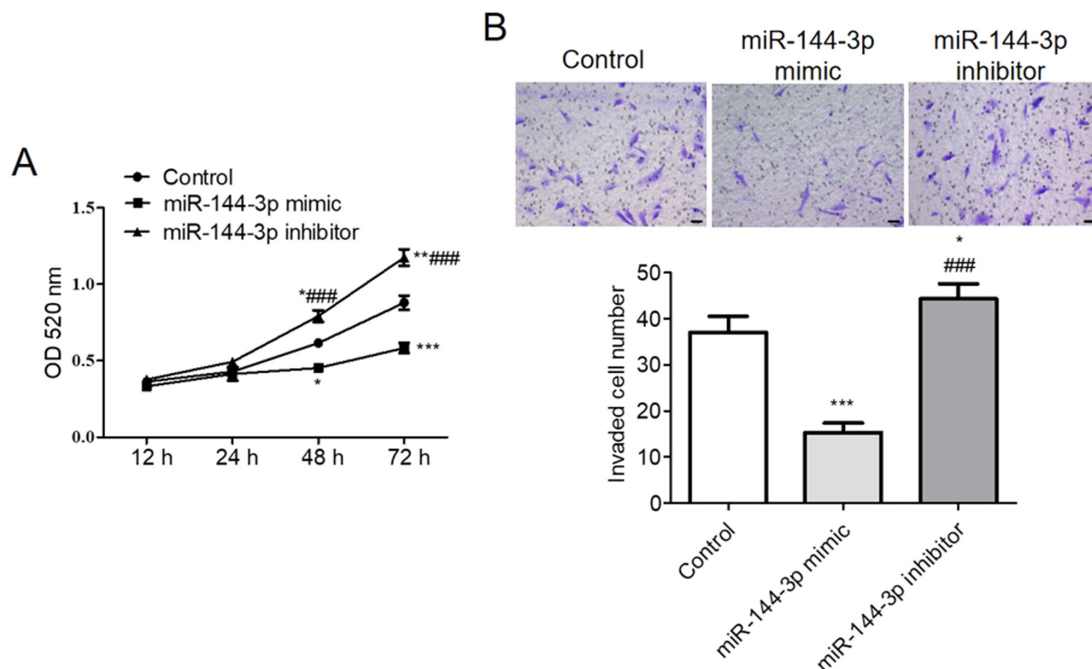 A
Control
miR-144-3p mimic
miR-144-3p inhibitor
OD 520 nm
1.5
1.0
0.5
0.0
12 h
24 h
48 h
72 h
*###
*
**###
***
B
Control
miR-144-3p
mimic
miR-144-3p
inhibitor
Invaded cell number
50
40
30
20
10
0
***
*
###
Control
miR-144-3p mimic
miR-144-3p inhibitor